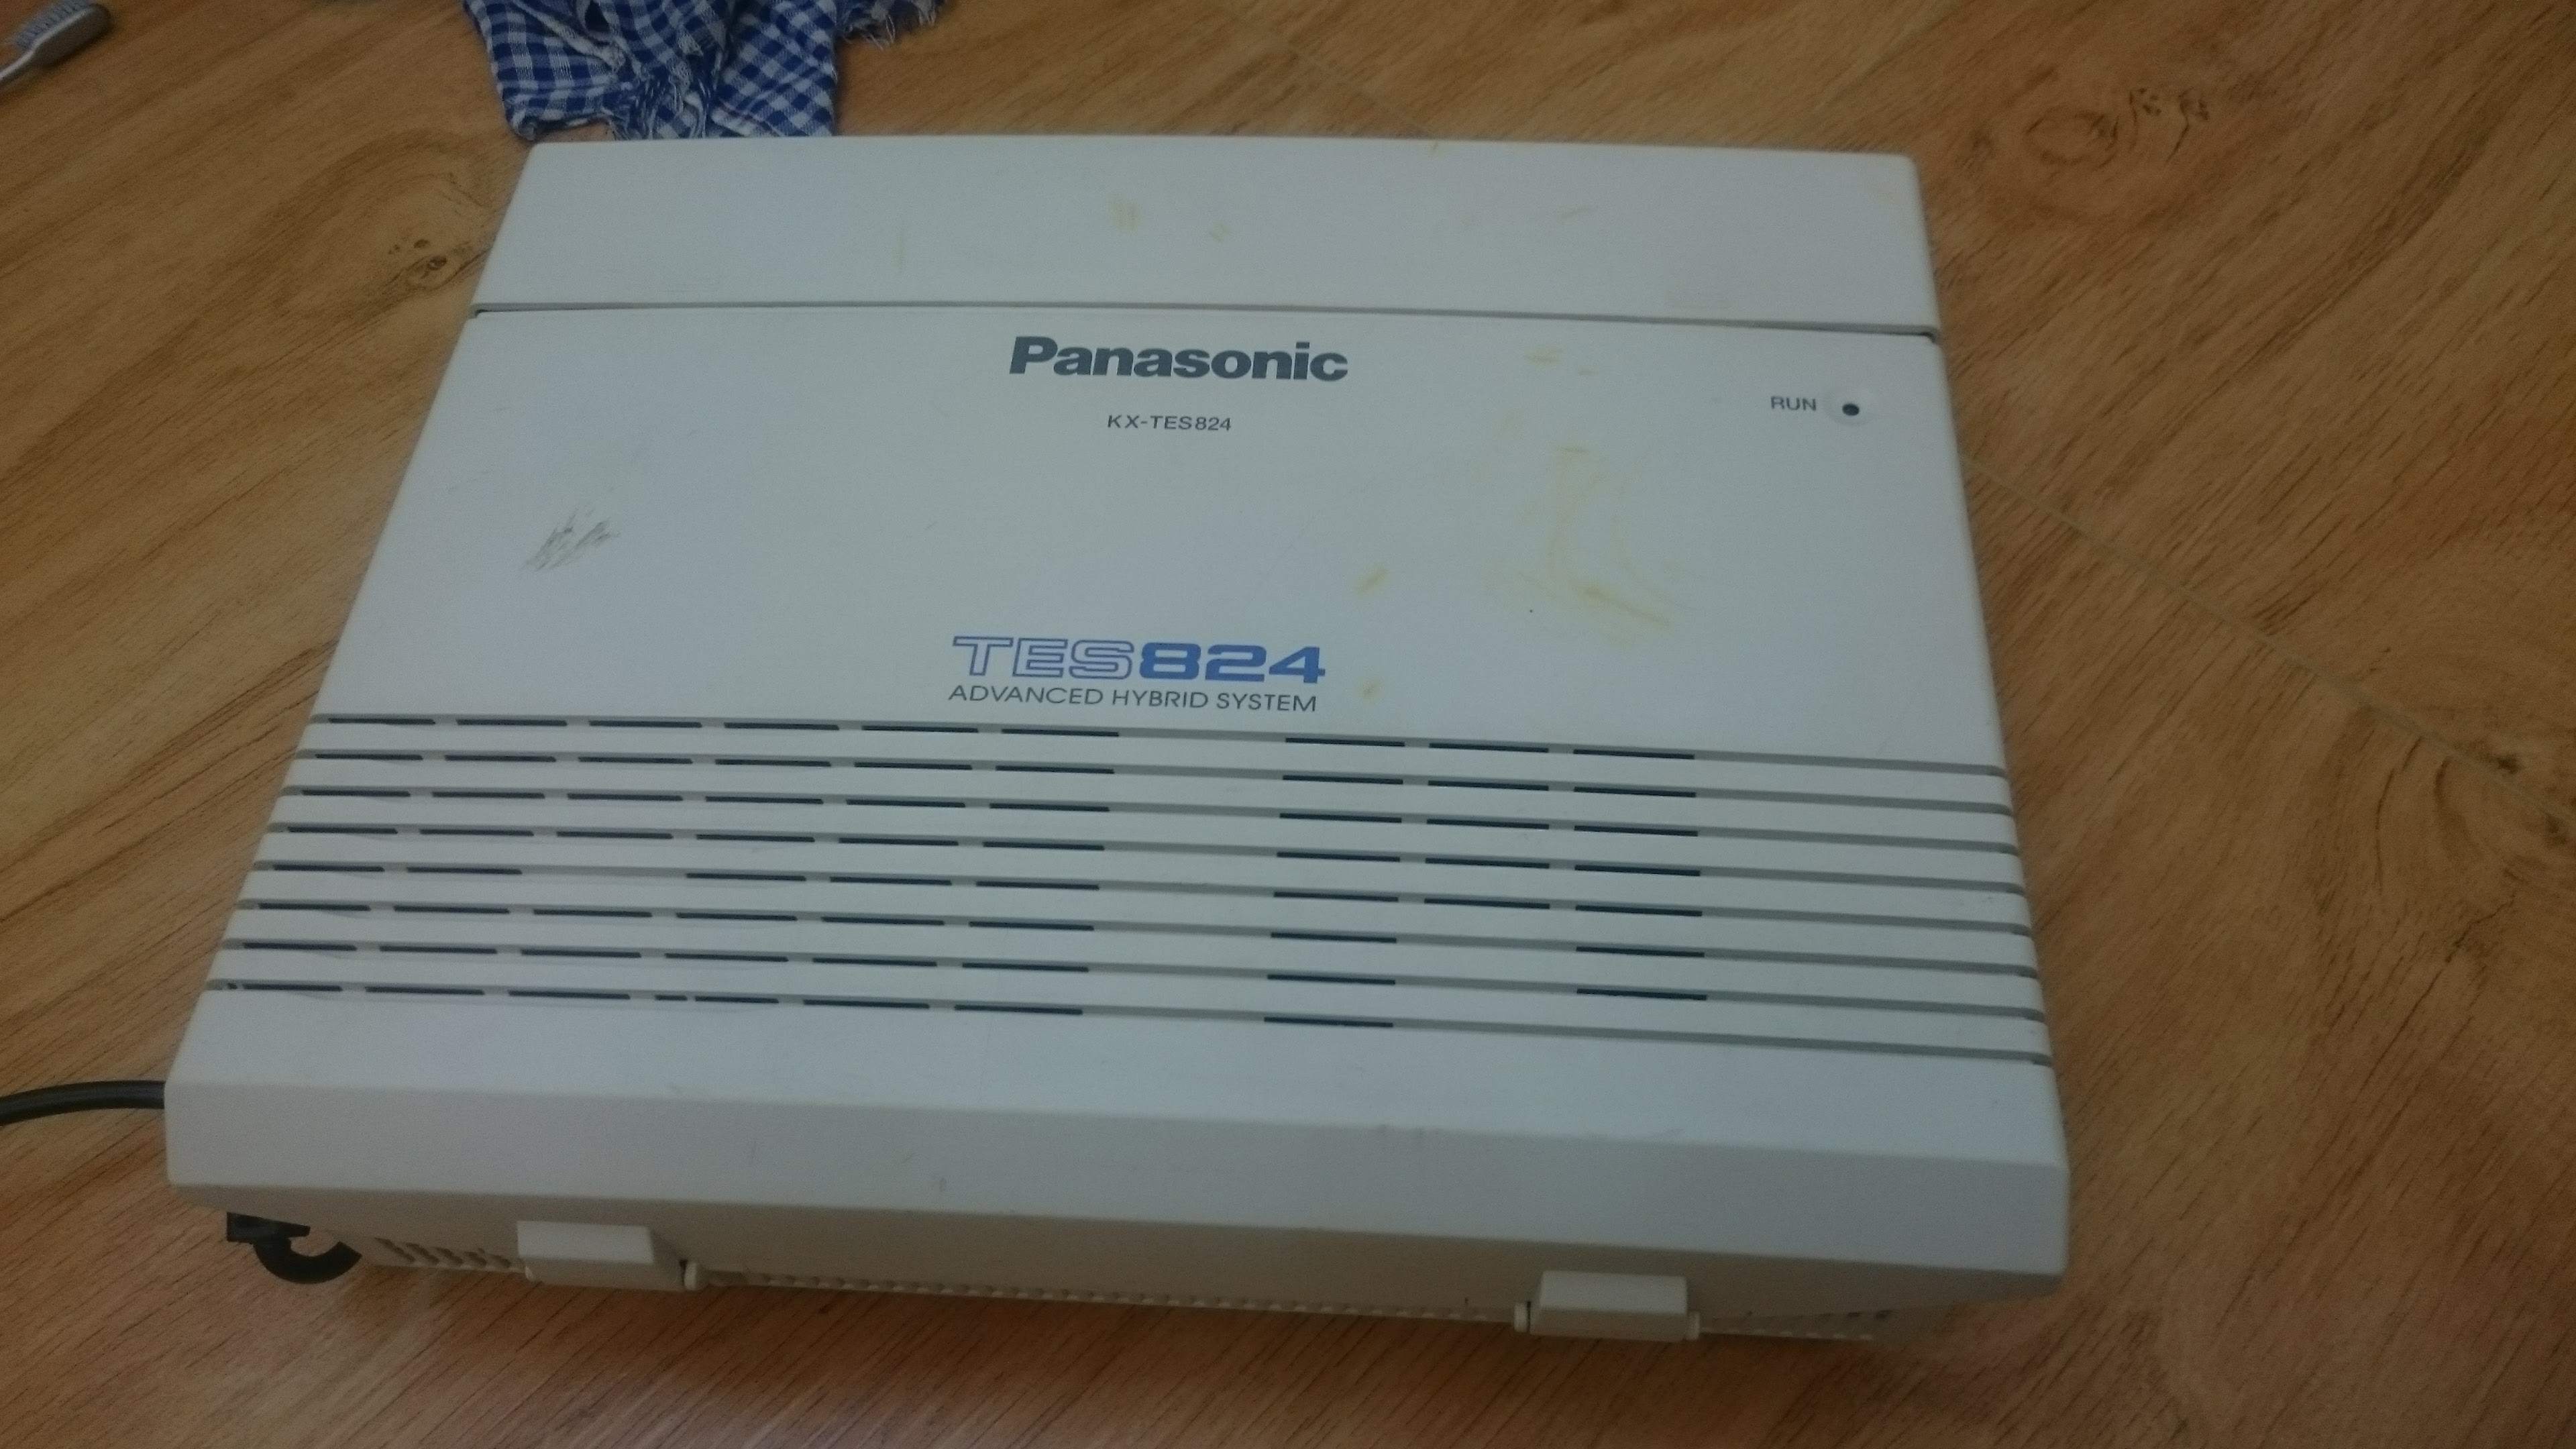 Panasonic
KX-TES824
RUN
TES824
ADVANCED HYBRID SYSTEM